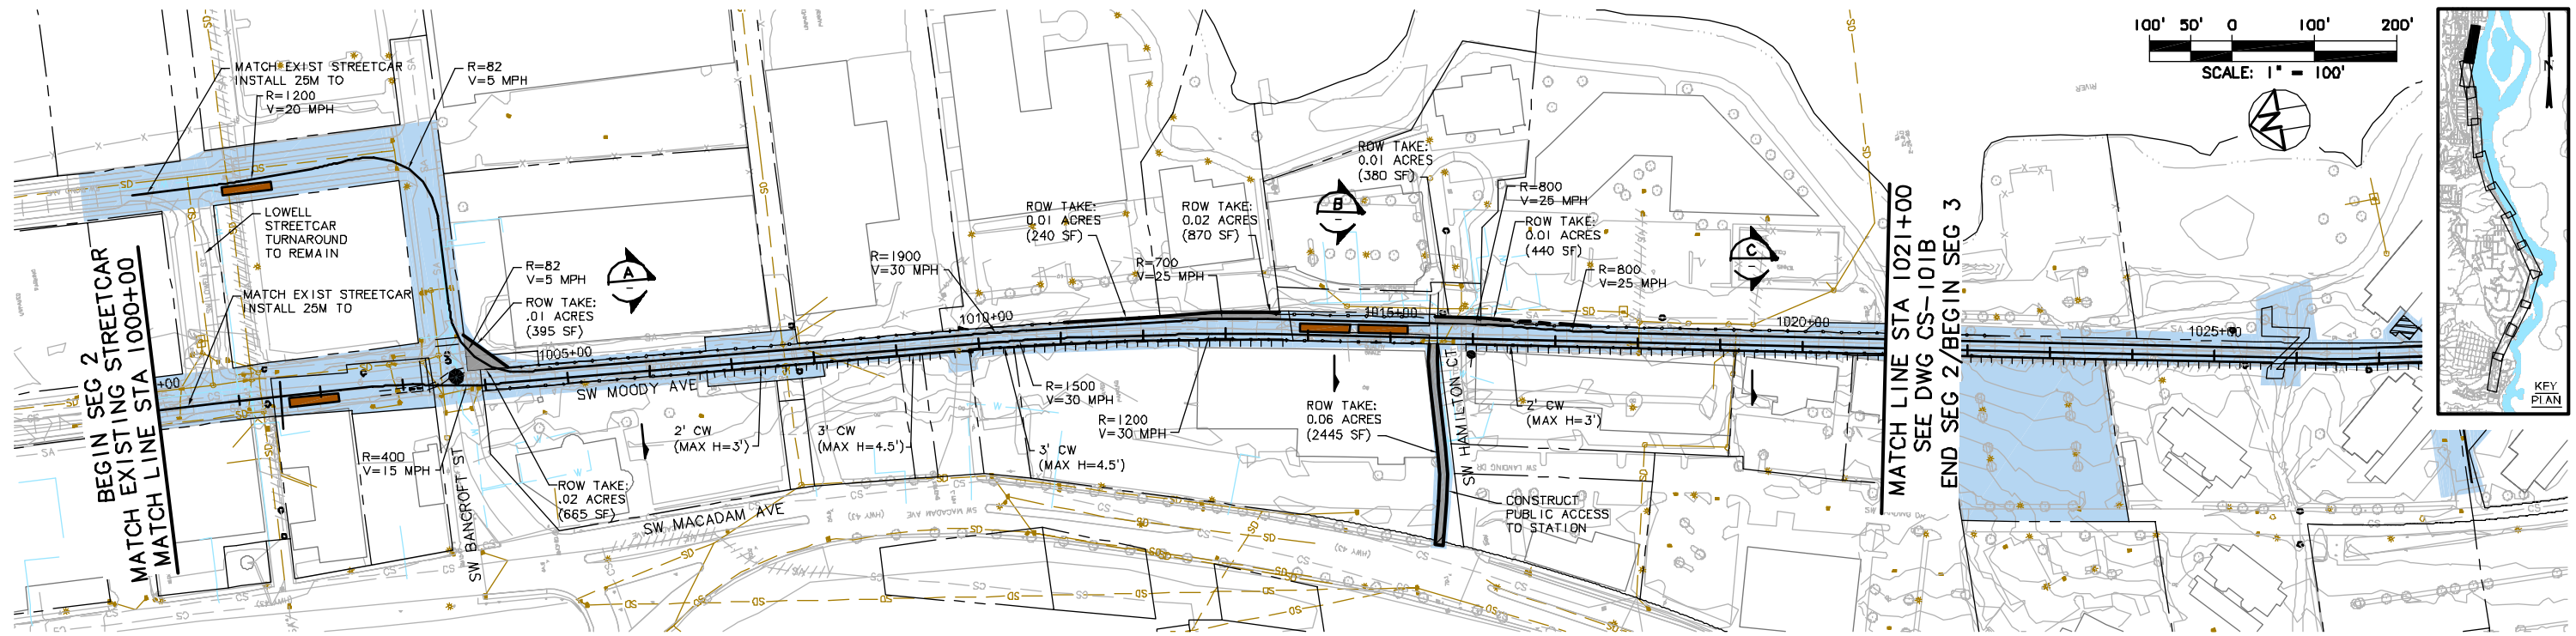 BEGIN SEG 2
MATCH EXISTING STREETCAR
MATCH LINE STA 1000+00
MATCH EXIST STREETCAR
INSTALL 25M TO
R=1200
V=20 MPH
R=82
V=5 MPH
LOWELL
STREETCAR
TURNAROUND
TO REMAIN
MATCH EXIST STREETCAR
INSTALL 25M TO
+00
R=82
V=5 MPH
ROW TAKE:
.01 ACRES
(395 SF)
A
1005+00
SW MOODY AVE
R=400
V=15 MPH
SW BANCROFT ST
ROW TAKE:
.02 ACRES
(665 SF)
2' CW
(MAX H=3')
3' CW
(MAX H=4.5')
SW MACADAM AVE
R=1900
V=30 MPH
1010+00
R=1500
V=30 MPH
3' CW
(MAX H=4.5')
ROW TAKE:
0.01 ACRES
(240 SF)
R=700
V=25 MPH
R=1200
V=30 MPH
ROW TAKE:
0.02 ACRES
(870 SF)
B
ROW TAKE:
0.01 ACRES
(380 SF)
1015+00
ROW TAKE:
0.06 ACRES
(2445 SF)
SW HAMILTON CT
R=800
V=25 MPH
ROW TAKE:
0.01 ACRES
(440 SF)
R=800
V=25 MPH
C
2' CW
(MAX H=3')
SW LANDING DR
CONSTRUCT
PUBLIC ACCESS
TO STATION
1020+00
MATCH LINE STA 1021+00
SEE DWG CS-101B
END SEG 2/BEGIN SEG 3
1025+00
RIVER
100' 50' 0 100' 200'
SCALE: 1" = 100'
N
KEY
PLAN